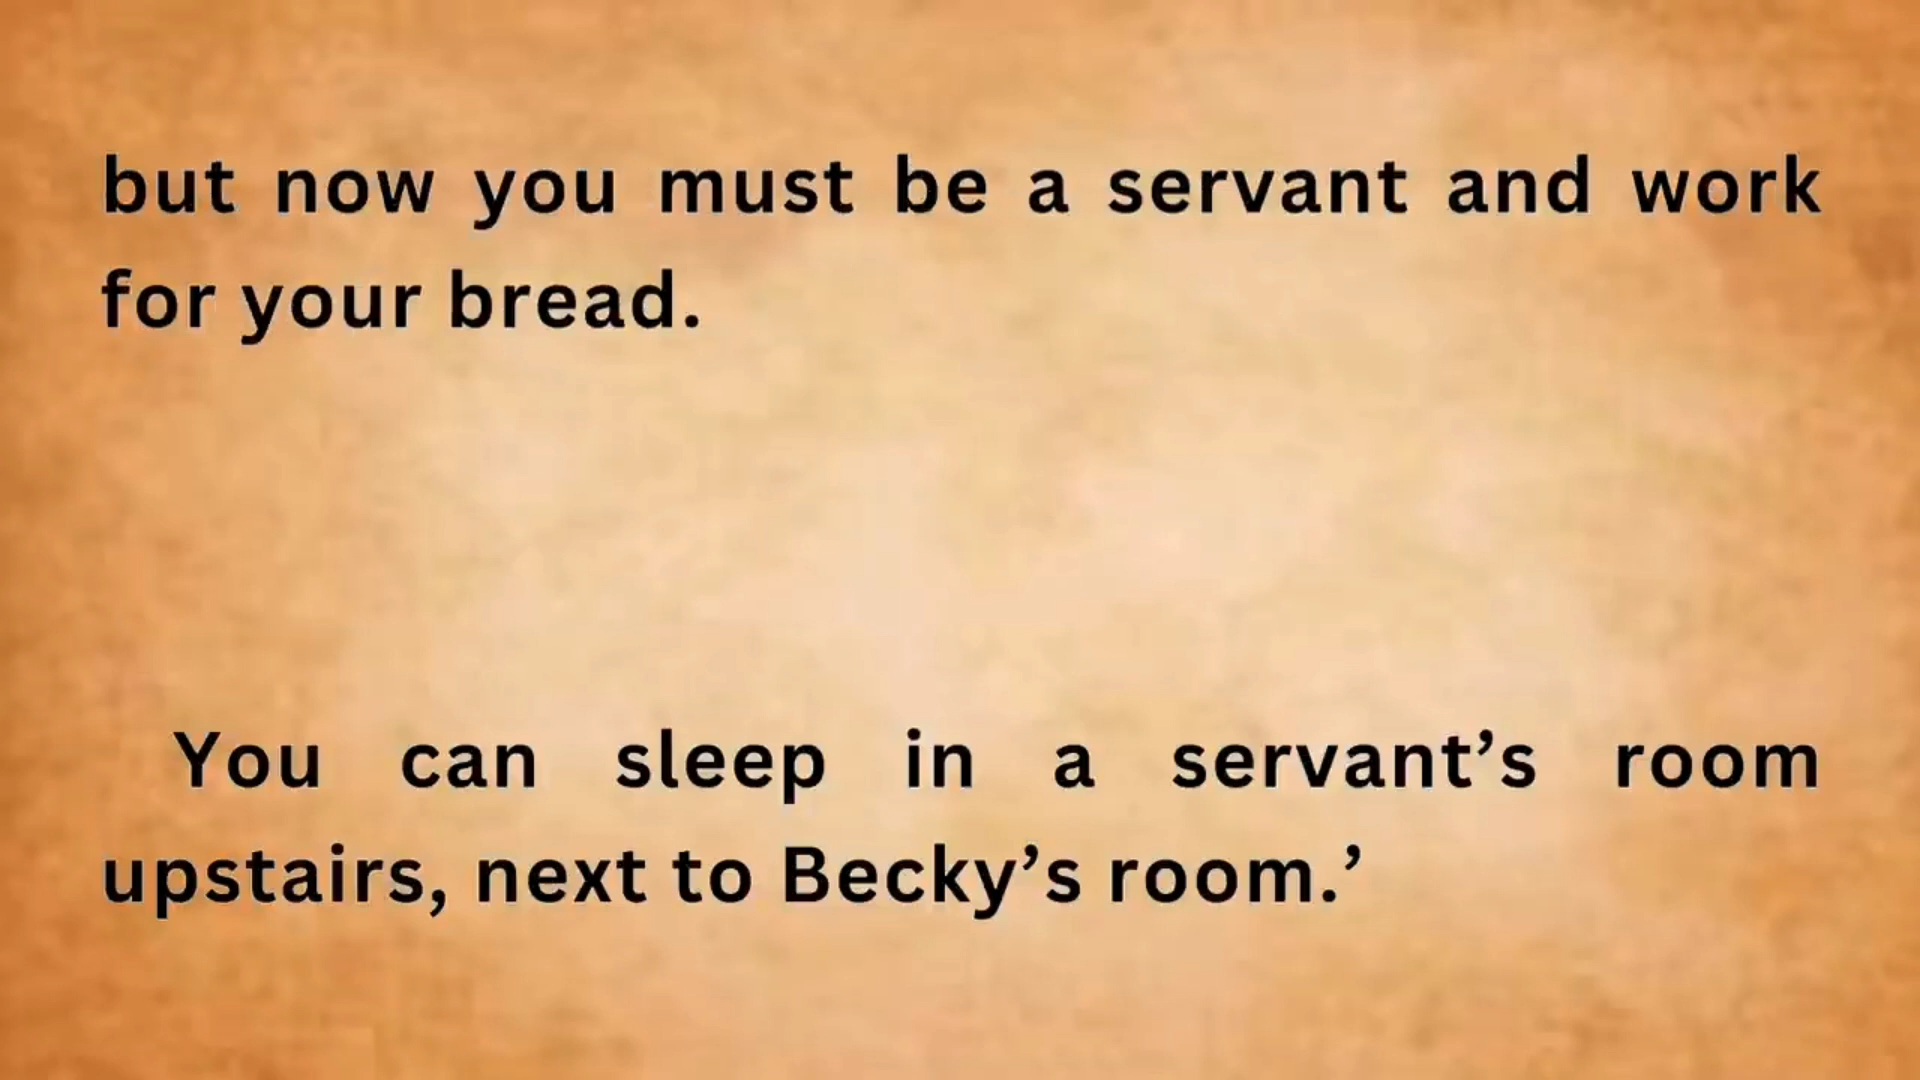 but now you must be a servant and work
for your bread.
You can sleep in a servant’s room
upstairs, next to Becky’s room.’